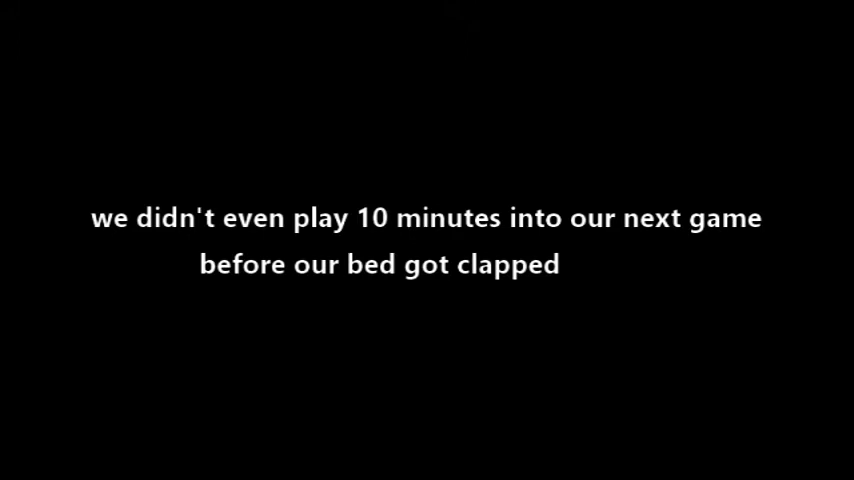 we didn't even play 10 minutes into our next game
before our bed got clapped